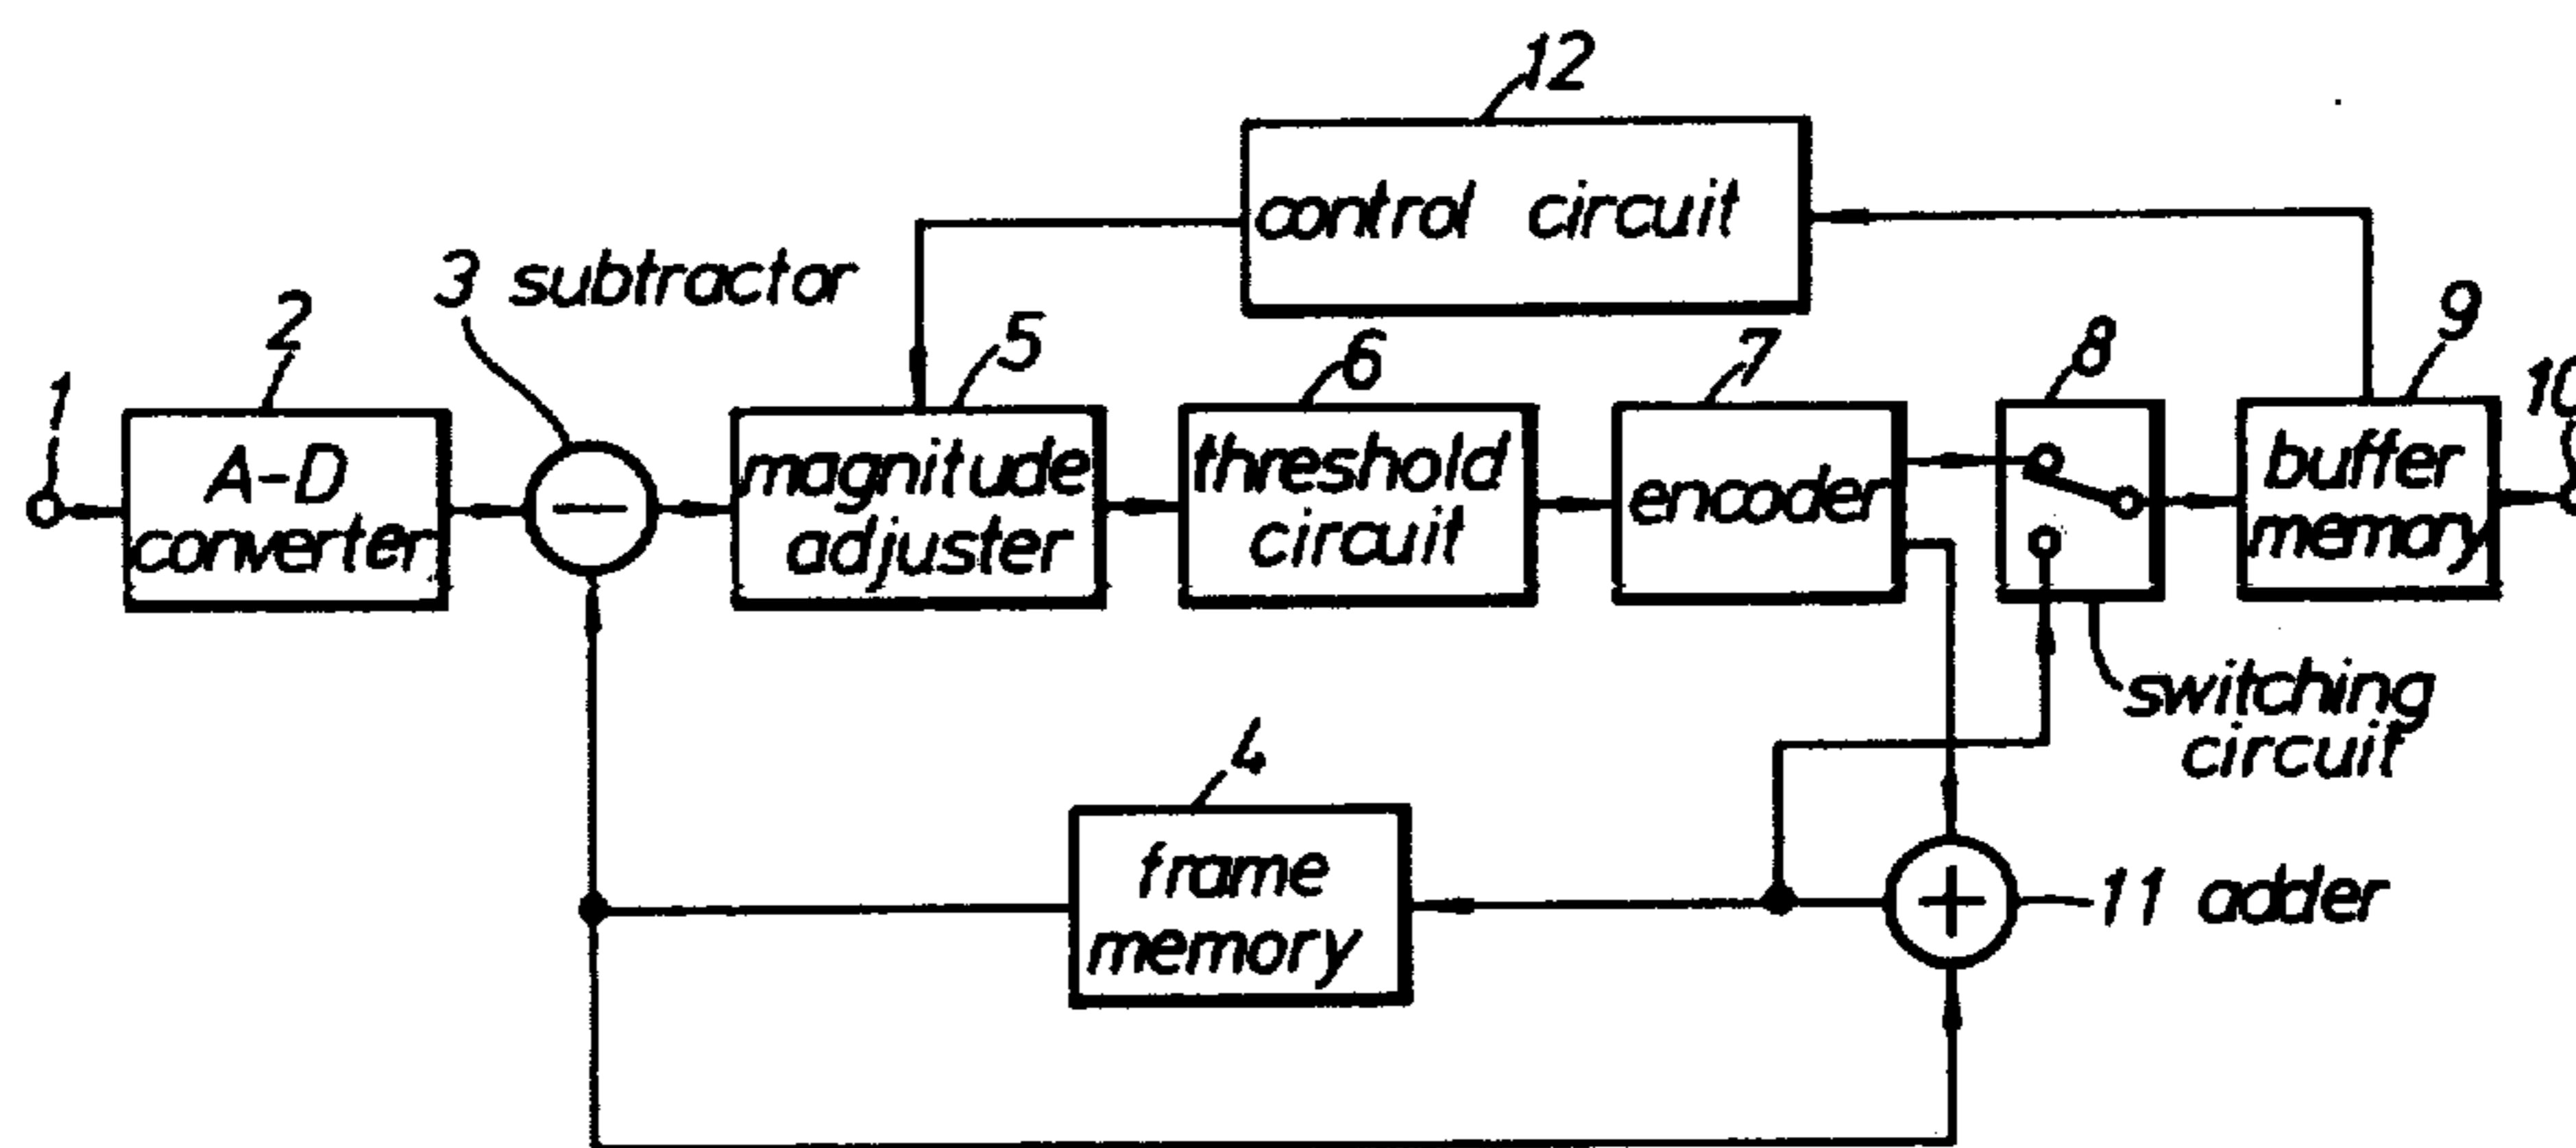 12
control circuit
3 subtractor
1
2
A-D
converter
5
magnitude
adjuster
6
threshold
circuit
7
encoder
8
9
buffer
memory
10
switching
circuit
4
frame
memory
11 adder